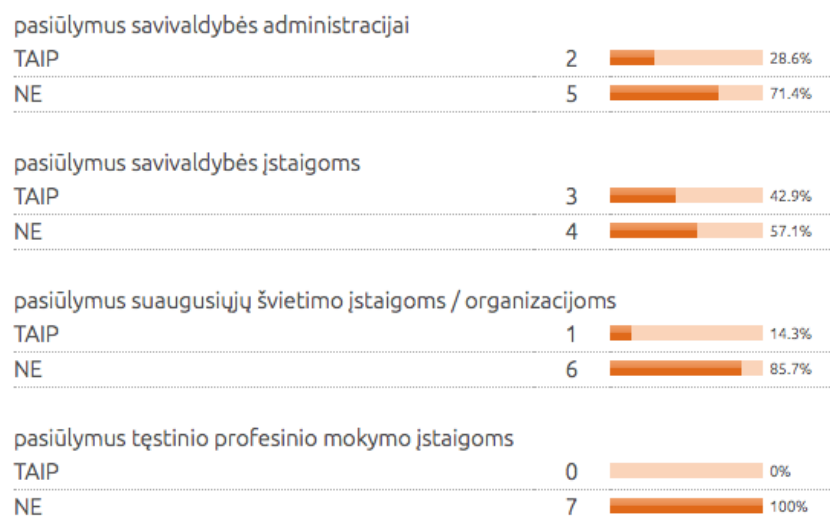 pasiūlymus savivaldybės administracijai
TAIP 2 28.6%
NE 5 71.4%
pasiūlymus savivaldybės įstaigoms
TAIP 3 42.9%
NE 4 57.1%
pasiūlymus suaugusiųjų švietimo įstaigoms / organizacijoms
TAIP 1 14.3%
NE 6 85.7%
pasiūlymus tęstinio profesinio mokymo įstaigoms
TAIP 0 0%
NE 7 100%